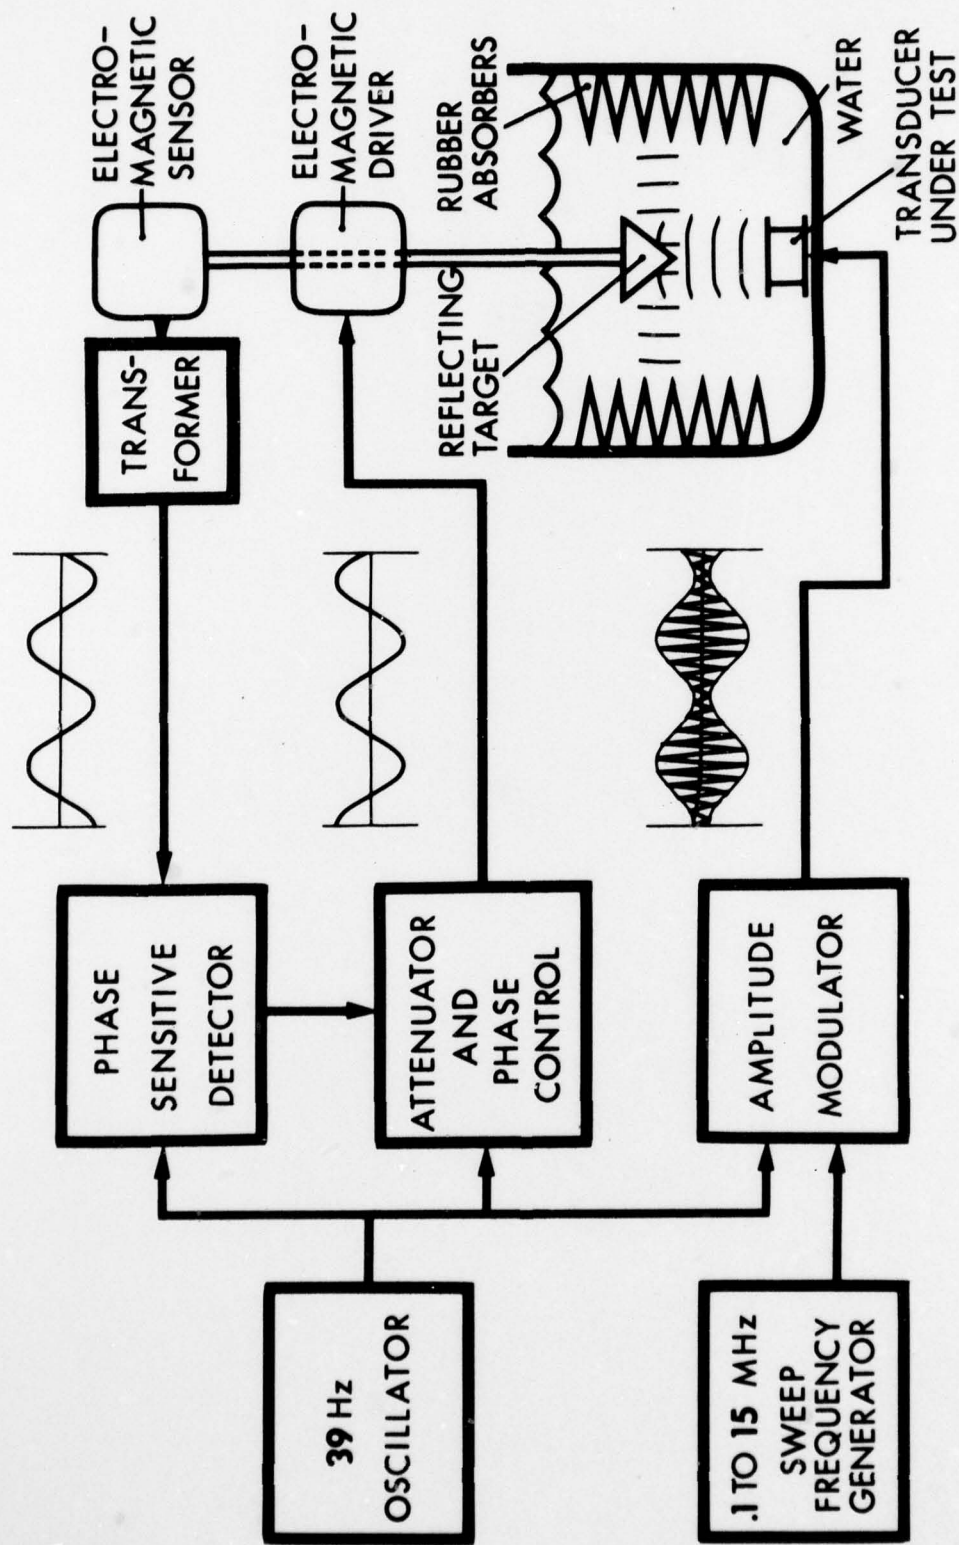 39 Hz
OSCILLATOR
.1 TO 15 MHz
SWEEP
FREQUENCY
GENERATOR
PHASE
SENSITIVE
DETECTOR
ATTENUATOR
AND
PHASE
CONTROL
AMPLITUDE
MODULATOR
TRANS-
FORMER
ELECTRO-
MAGNETIC
SENSOR
ELECTRO-
MAGNETIC
DRIVER
REFLECTING
TARGET
RUBBER
ABSORBERS
WATER
TRANSDUCER
UNDER TEST